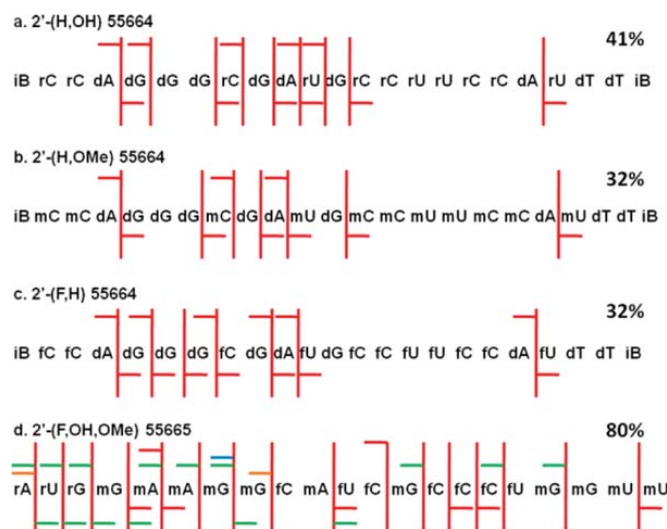 a. 2'-(H,OH) 55664
41%
iB rC rC dA dG dG dG rC dG dA rU dG rC rC rU rU rC rC dA rU dT dT iB
b. 2'-(H,OMe) 55664
32%
iB mC mC dA dG dG dG mC dG dA mU dG mC mC mU mU mC mC dA mU dT dT iB
c. 2'-(F,H) 55664
32%
iB fC fC dA dG dG dG fC dG dA fU dG fC fC fU fU fC fC dA fU dT dT iB
d. 2'-(F,OH,OMe) 55665
80%
rA rU rG mG mA mA mG mG fC mA fU fC mG fC fC fC fU mG mG mU mU